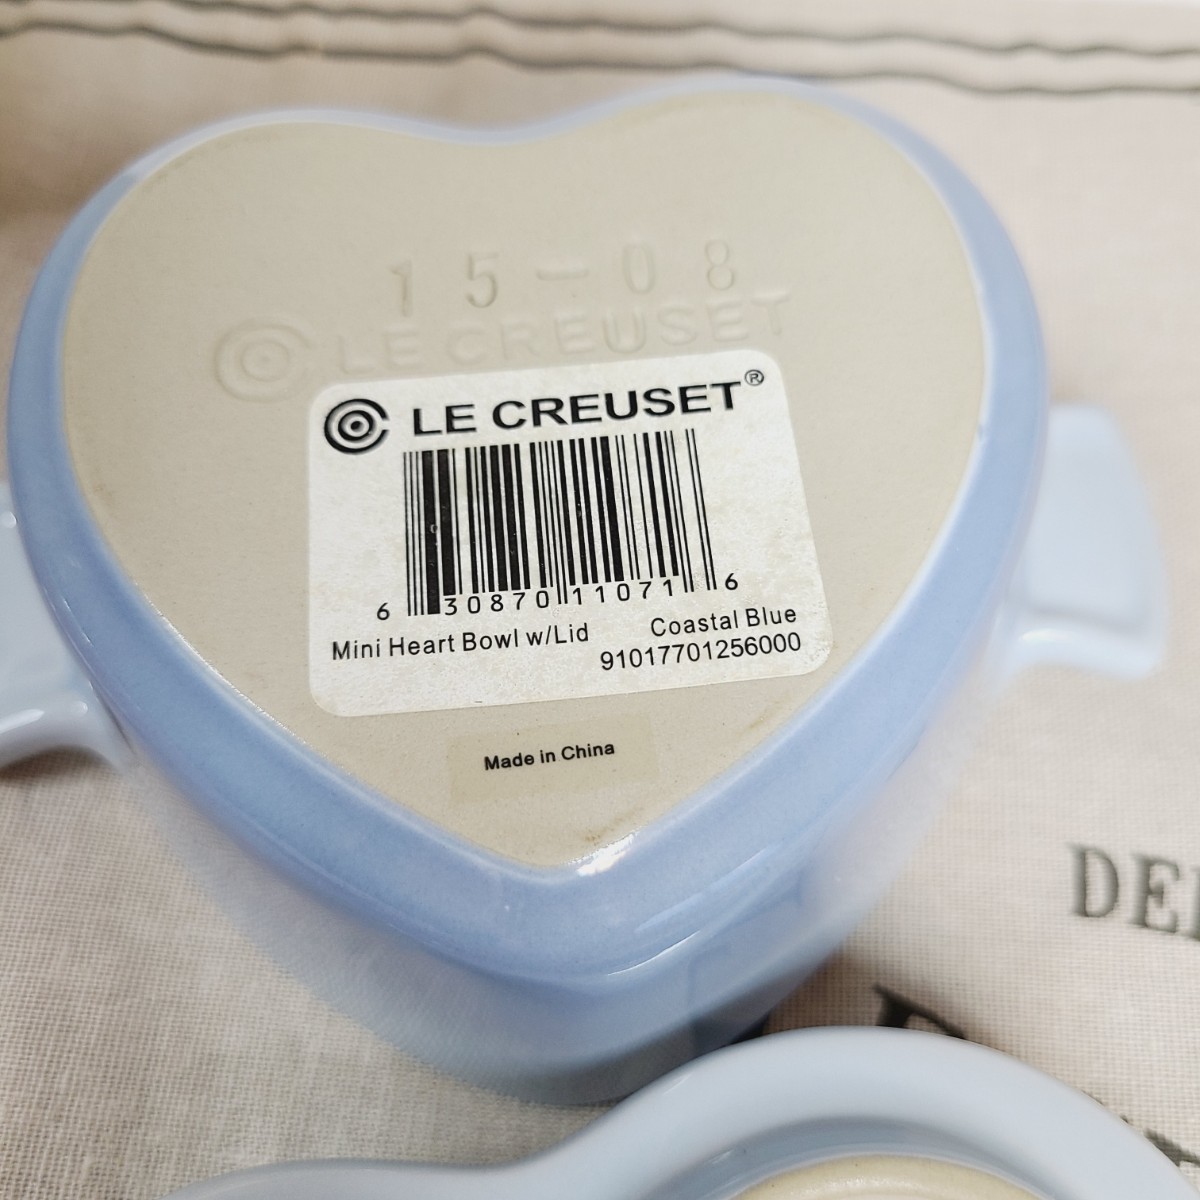 15-08
LE CREUSET
LE CREUSET®
6 30870 11071 6
Mini Heart Bowl w/Lid
Coastal Blue
91017701256000
Made in China